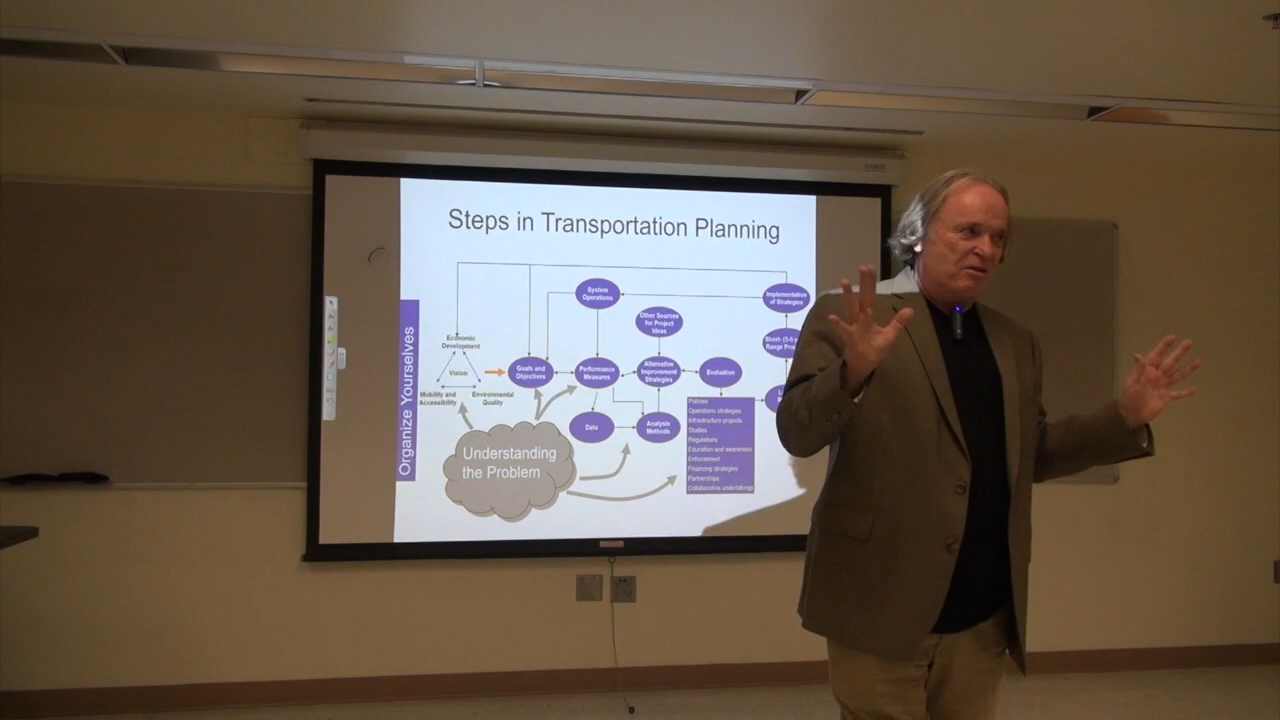 Steps in Transportation Planning
Organize Yourselves
System
Operations
Implementation
of Strategies
Other Sources
for Project
Ideas
Economic
Development
Vision
Mobility and
Accessibility
Environmental
Quality
Goals and
Objectives
Performance
Measures
Alternative
Improvement
Strategies
Evaluation
Short-
Range
Data
Analysis
Methods
Policies
Operations strategies
Infrastructure projects
Studies
Regulations
Education and awareness
Enforcement
Financing strategies
Partnerships
Collaborative undertakings
Understanding
the Problem